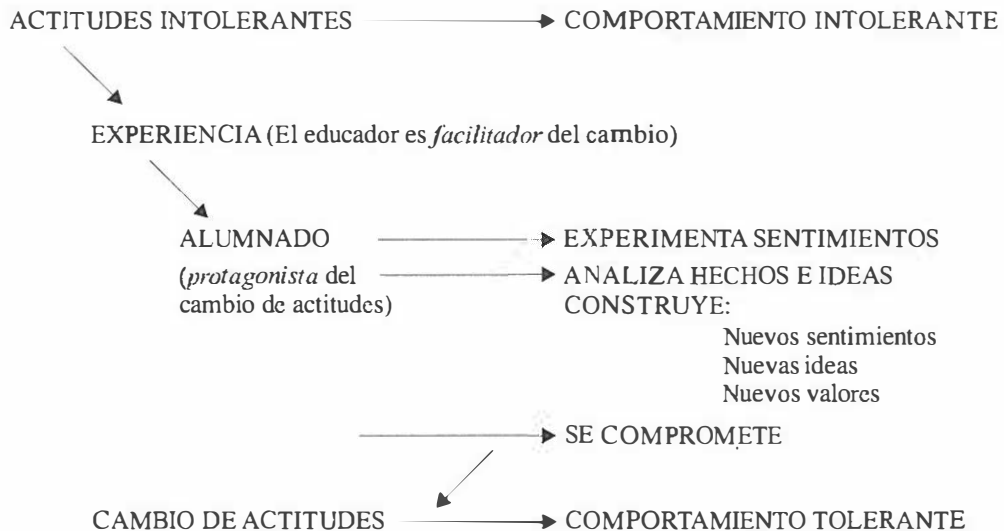 ACTITUDES INTOLERANTES COMPORTAMIENTO INTOLERANTE
EXPERIENCIA (El educador es facilitador del cambio)
ALUMNADO EXPERIMENTA SENTIMIENTOS
(protagonista del ANALIZA HECHOS E IDEAS
cambio de actitudes) CONSTRUYE:
Nuevos sentimientos
Nuevas ideas
Nuevos valores
SE COMPROMETE
CAMBIO DE ACTITUDES COMPORTAMIENTO TOLERANTE